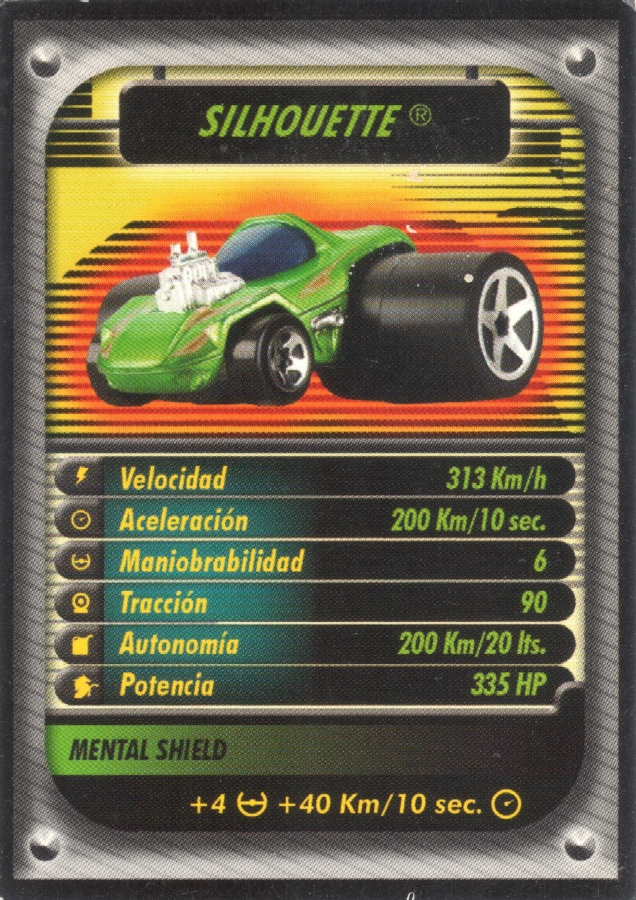 SILHOUETTE ®
Velocidad 313 Km/h
Aceleración 200 Km/10 sec.
Maniobrabilidad 6
Tracción 90
Autonomía 200 Km/20 lts.
Potencia 335 HP
MENTAL SHIELD
+4 +40 Km/10 sec.